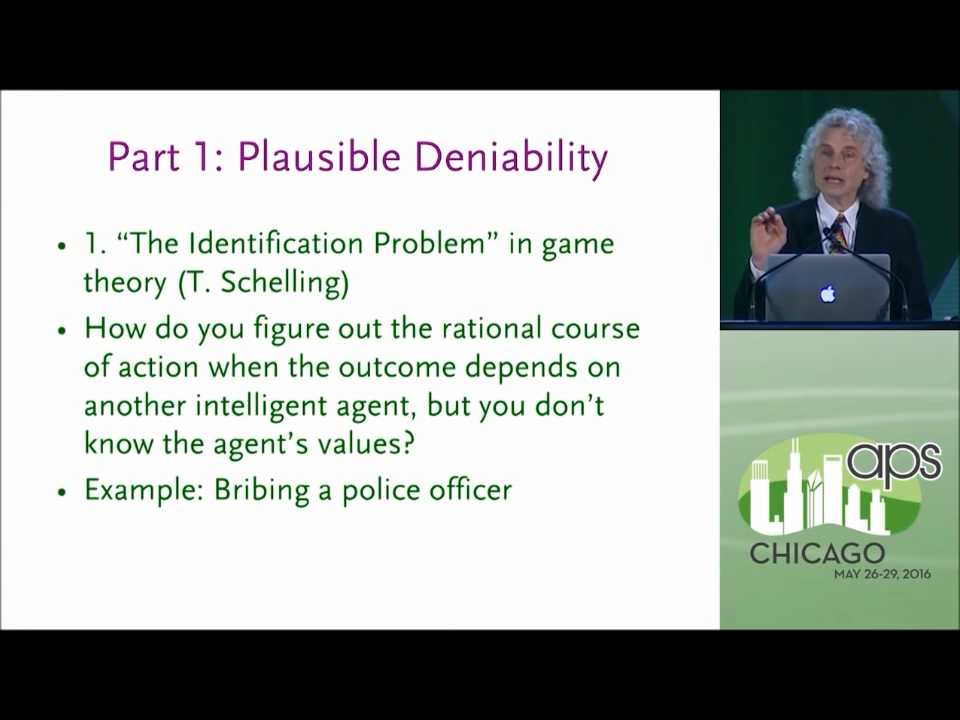 Part 1: Plausible Deniability
• 1. “The Identification Problem” in game
theory (T. Schelling)
• How do you figure out the rational course
of action when the outcome depends on
another intelligent agent, but you don’t
know the agent’s values?
• Example: Bribing a police officer
aps
CHICAGO
MAY 26-29, 2016